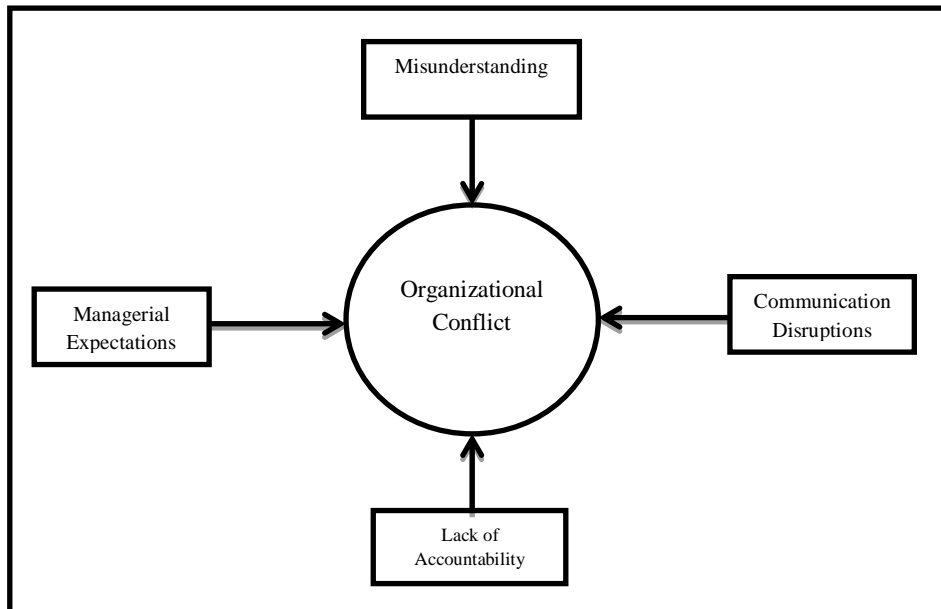 Misunderstanding
Organizational
Conflict
Managerial
Expectations
Communication
Disruptions
Lack of
Accountability